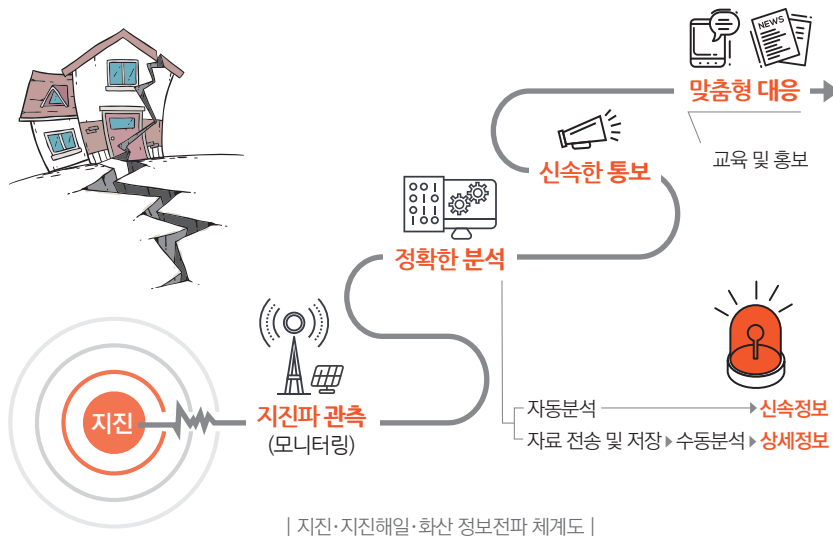 NEWS
맞춤형 대응
교육 및 홍보
신속한 통보
정확한 분석
지진
지진파 관측
(모니터링)
자동분석 신속정보
자료 전송 및 저장 수동분석 상세정보
| 지진·지진해일·화산 정보전파 체계도 |